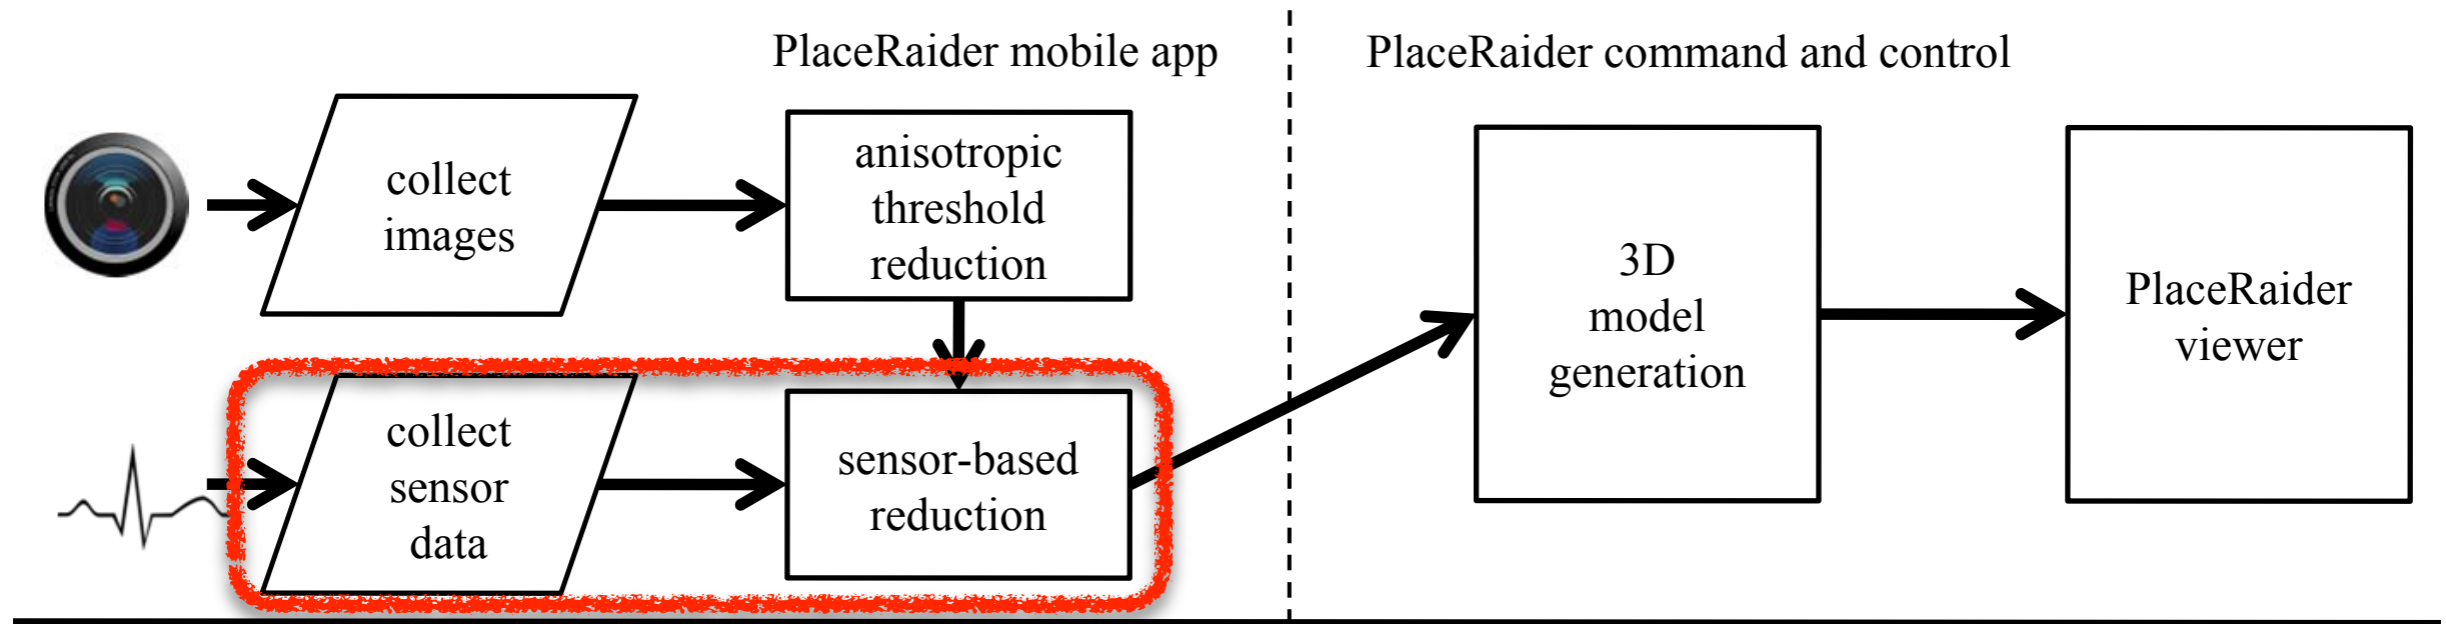 PlaceRaider mobile app
PlaceRaider command and control
collect
images
anisotropic
threshold
reduction
collect
sensor
data
sensor-based
reduction
3D
model
generation
PlaceRaider
viewer